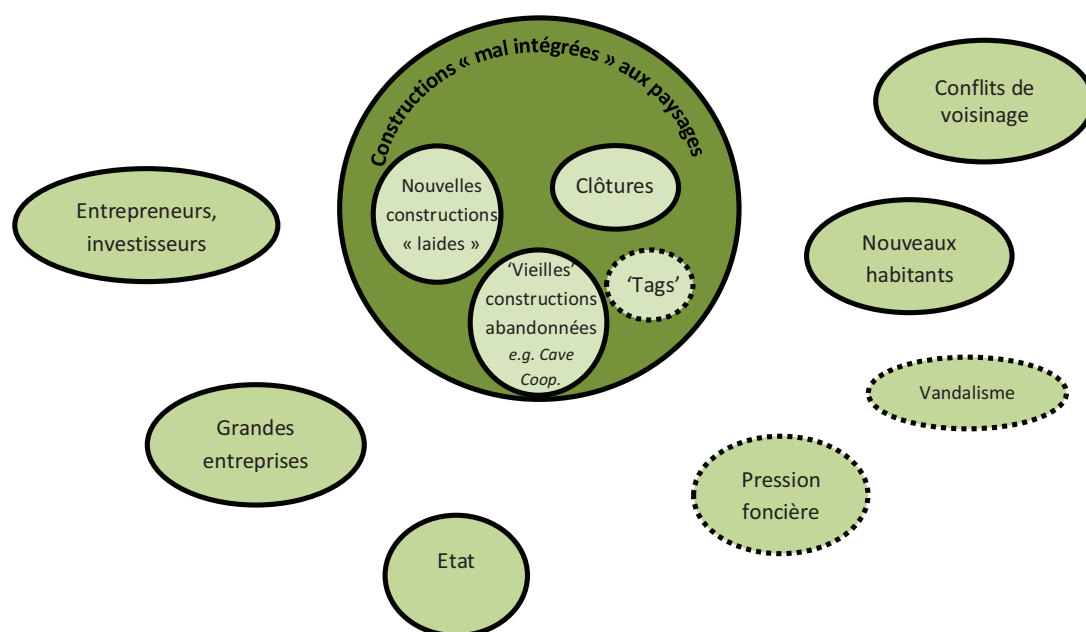 Constructions « mal intégrées » aux paysages
Nouvelles
constructions
« laides »
Clôtures
‘Vieilles’
constructions
abandonnées
e.g. Cave
Coop.
‘Tags’
Conflits de
voisinage
Entrepreneurs,
investisseurs
Nouveaux
habitants
Vandalisme
Grandes
entreprises
Pression
foncière
Etat